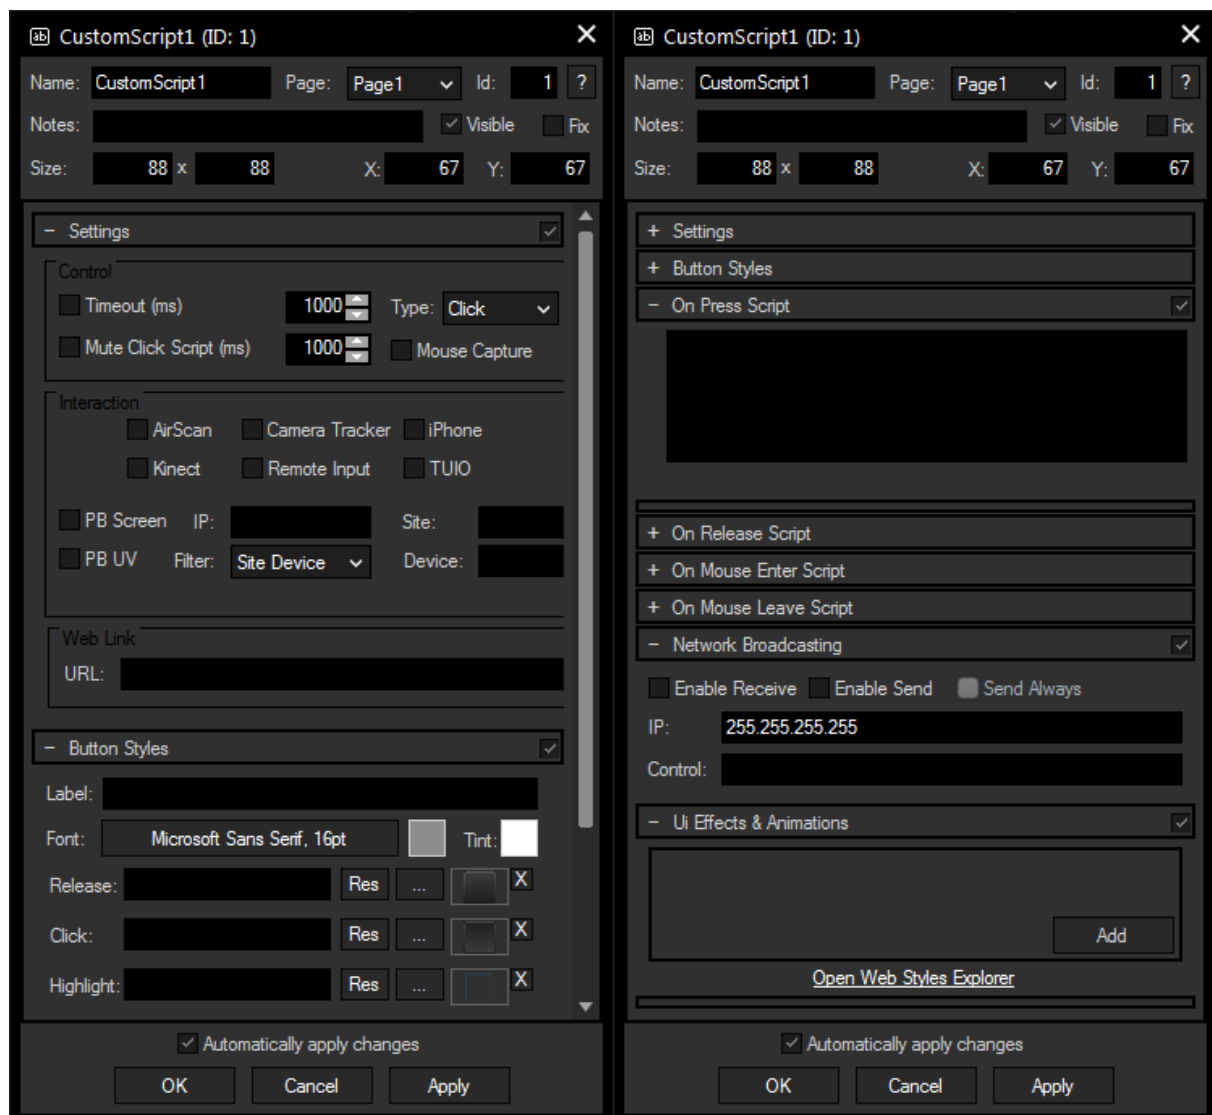 CustomScript1 (ID: 1)
Name: CustomScript1 Page: Page1 Id: 1 ?
Notes: Visible Fix
Size: 88 x 88 X: 67 Y: 67
− Settings
Control
Timeout (ms) 1000 Type: Click
Mute Click Script (ms) 1000 Mouse Capture
Interaction
AirScan Camera Tracker iPhone
Kinect Remote Input TUIO
PB Screen IP: Site:
PB UV Filter: Site Device Device:
Web Link
URL:
− Button Styles
Label:
Font: Microsoft Sans Serif, 16pt Tint:
Release: Res ... X
Click: Res ... X
Highlight: Res ... X
Automatically apply changes
OK Cancel Apply
CustomScript1 (ID: 1)
Name: CustomScript1 Page: Page1 Id: 1 ?
Notes: Visible Fix
Size: 88 x 88 X: 67 Y: 67
+ Settings
+ Button Styles
− On Press Script
+ On Release Script
+ On Mouse Enter Script
+ On Mouse Leave Script
− Network Broadcasting
Enable Receive Enable Send Send Always
IP: 255.255.255.255
Control:
− Ui Effects & Animations
Add
Open Web Styles Explorer
Automatically apply changes
OK Cancel Apply